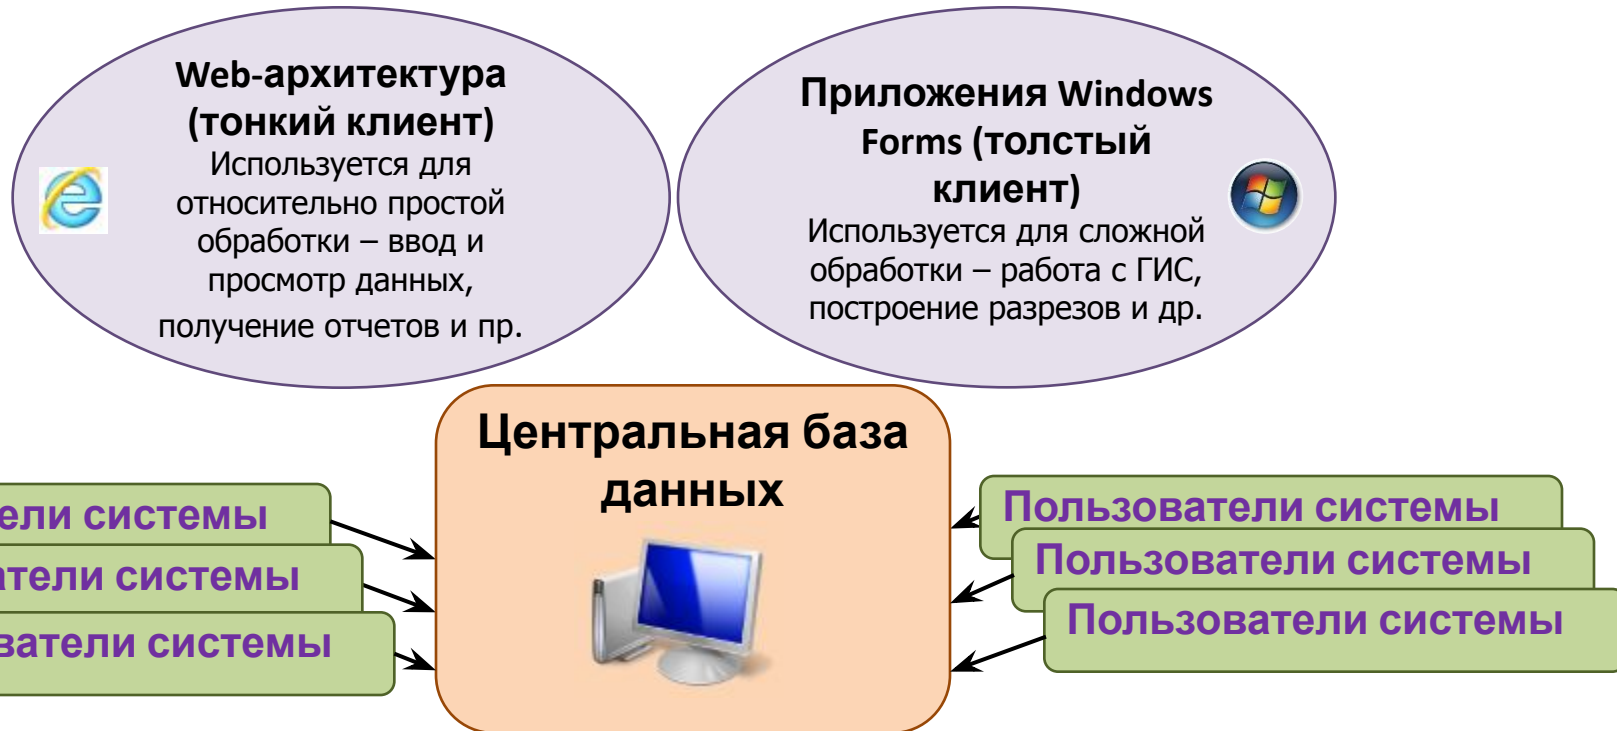 Web-архитектура
(тонкий клиент)
Используется для
относительно простой
обработки – ввод и
просмотр данных,
получение отчетов и пр.
Приложения Windows
Forms (толстый
клиент)
Используется для сложной
обработки – работа с ГИС,
построение разрезов и др.
Центральная база
данных
ели системы
атели системы
ватели системы
Пользователи системы
Пользователи системы
Пользователи системы